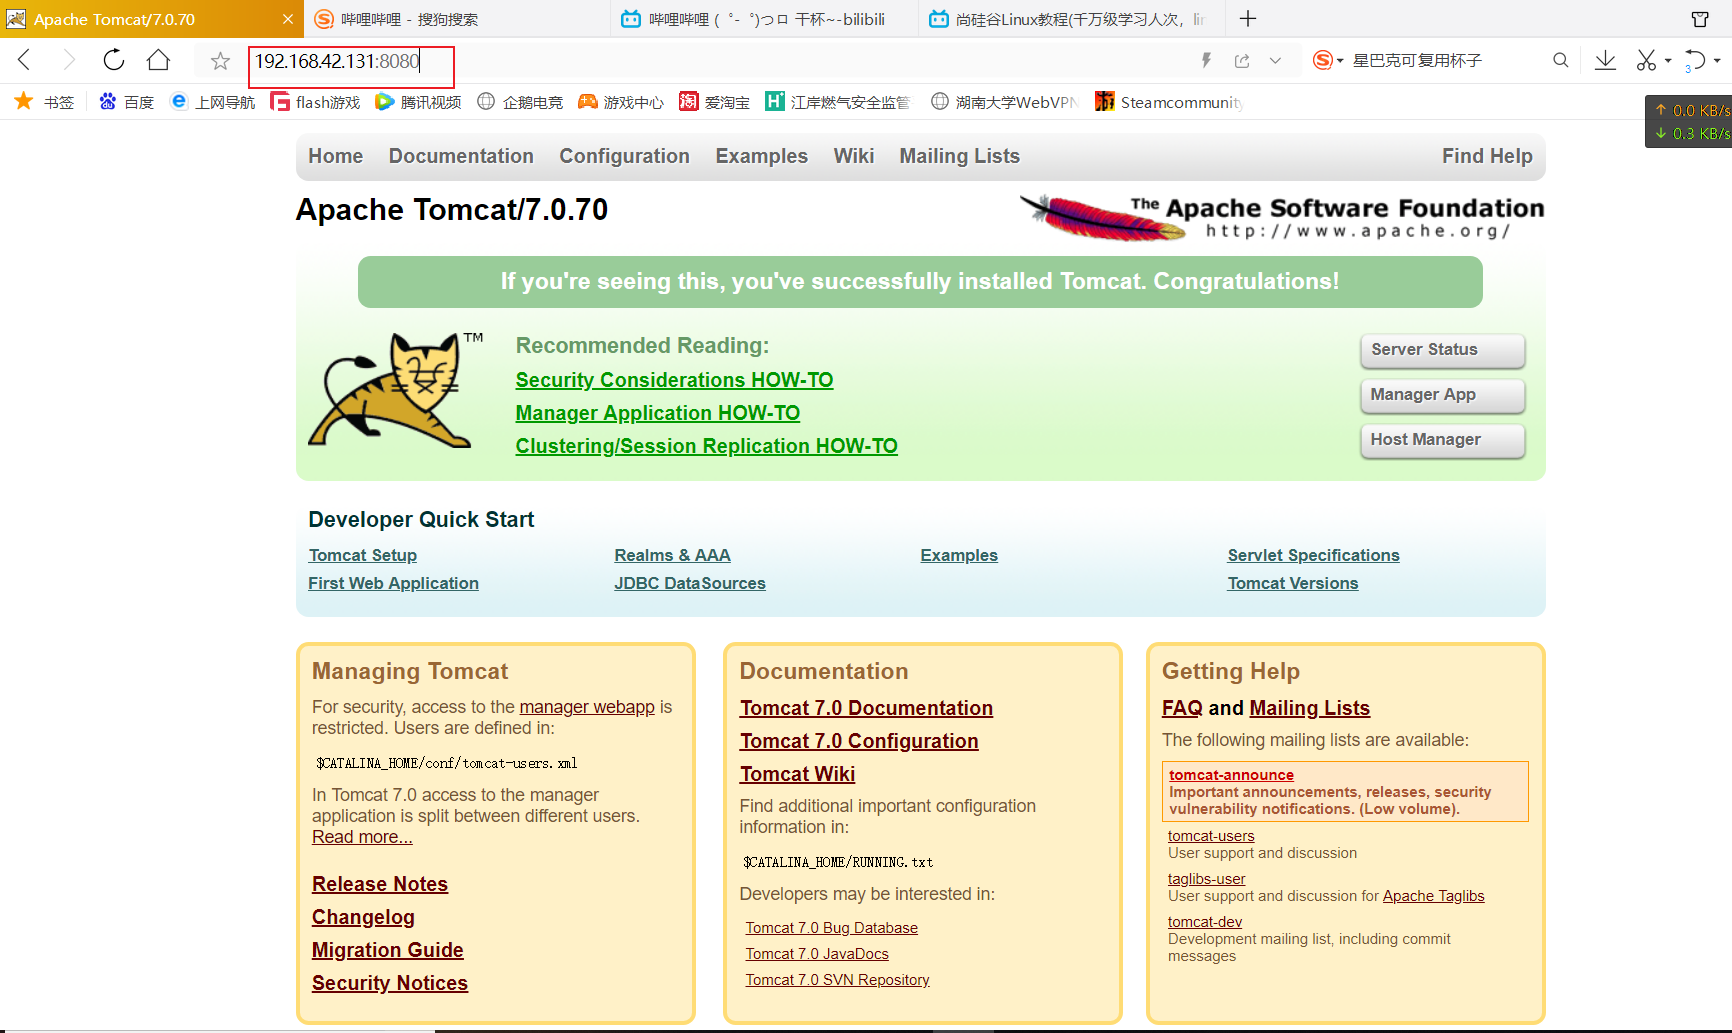 Apache Tomcat/7.0.70
哔哩哔哩 - 搜狗搜索
哔哩哔哩 (゜-゜)つロ 干杯~-bilibili
尚硅谷Linux教程(千万级学习人次，
192.168.42.131:8080
星巴克可复用杯子
3
书签
百度
上网导航
flash游戏
腾讯视频
企鹅电竞
游戏中心
淘
爱淘宝
江岸燃气安全监管
湖南大学WebVPN
Steamcommunity
↑ 0.0 KB/s
↓ 0.3 KB/s
Home Documentation Configuration Examples Wiki Mailing Lists Find Help
Apache Tomcat/7.0.70
The Apache Software Foundation
http://www.apache.org/
If you're seeing this, you've successfully installed Tomcat. Congratulations!
TM
Recommended Reading:
Security Considerations HOW-TO
Manager Application HOW-TO
Clustering/Session Replication HOW-TO
Server Status
Manager App
Host Manager
Developer Quick Start
Tomcat Setup
First Web Application
Realms & AAA
JDBC DataSources
Examples
Servlet Specifications
Tomcat Versions
Managing Tomcat
For security, access to the manager webapp is
restricted. Users are defined in:
$CATALINA_HOME/conf/tomcat-users.xml
In Tomcat 7.0 access to the manager
application is split between different users.
Read more...
Release Notes
Changelog
Migration Guide
Security Notices
Documentation
Tomcat 7.0 Documentation
Tomcat 7.0 Configuration
Tomcat Wiki
Find additional important configuration
information in:
$CATALINA_HOME/RUNNING.txt
Developers may be interested in:
Tomcat 7.0 Bug Database
Tomcat 7.0 JavaDocs
Tomcat 7.0 SVN Repository
Getting Help
FAQ and Mailing Lists
The following mailing lists are available:
tomcat-announce
Important announcements, releases, security
vulnerability notifications. (Low volume).
tomcat-users
User support and discussion
taglibs-user
User support and discussion for Apache Taglibs
tomcat-dev
Development mailing list, including commit
messages